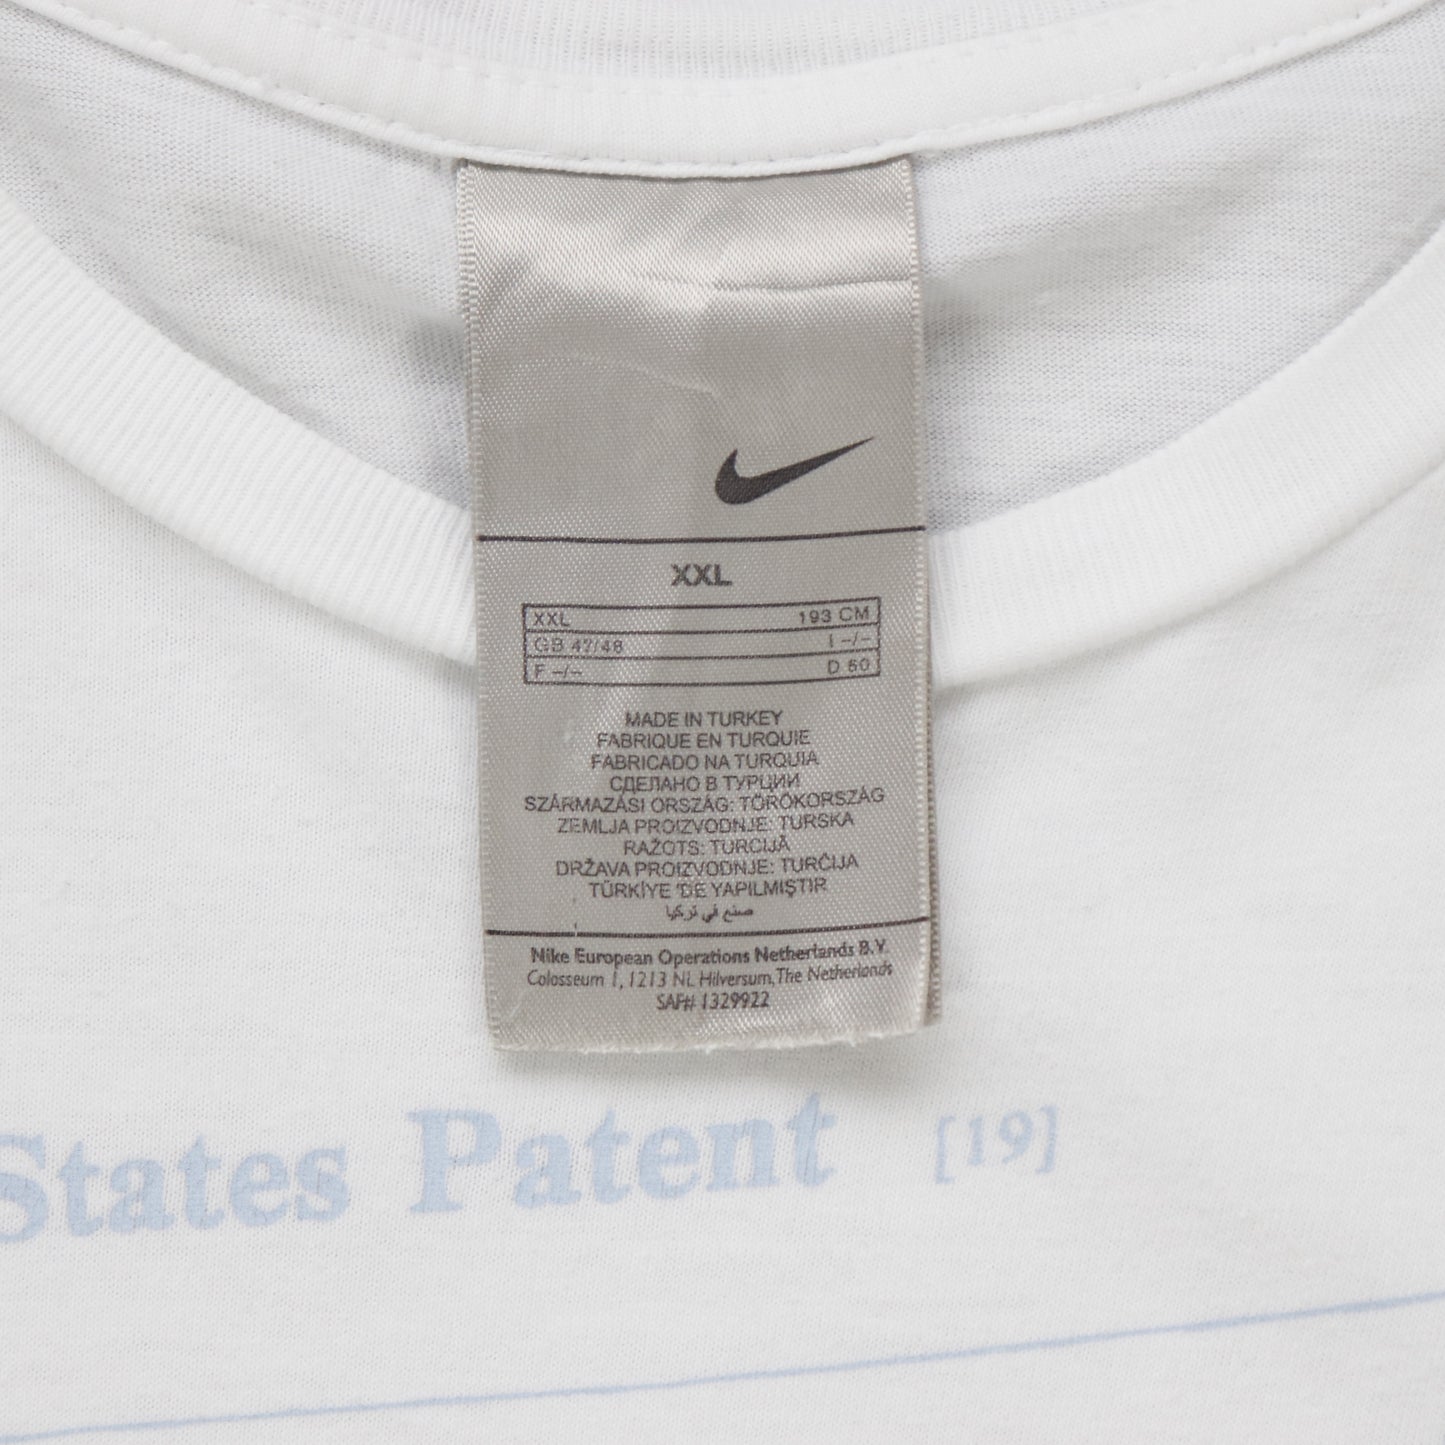 XXL
XXL 193 CM
GB 47/48 I -/-
F -/- D 60
MADE IN TURKEY
FABRIQUE EN TURQUIE
FABRICADO NA TURQUIA
СДЕЛАНО В ТУРЦИИ
SZÁRMAZÁSI ORSZÁG: TÖRÖKORSZÁG
ZEMLJA PROIZVODNJE: TURSKA
RAŽOTS: TURCIJĀ
DRŽAVA PROIZVODNJE: TURČIJA
TÜRKİYE 'DE YAPILMIŞTIR
صنع في تركيا
Nike European Operations Netherlands B.V.
Colosseum 1, 1213 NL Hilversum, The Netherlands
SAF# 1329922
States Patent [19]